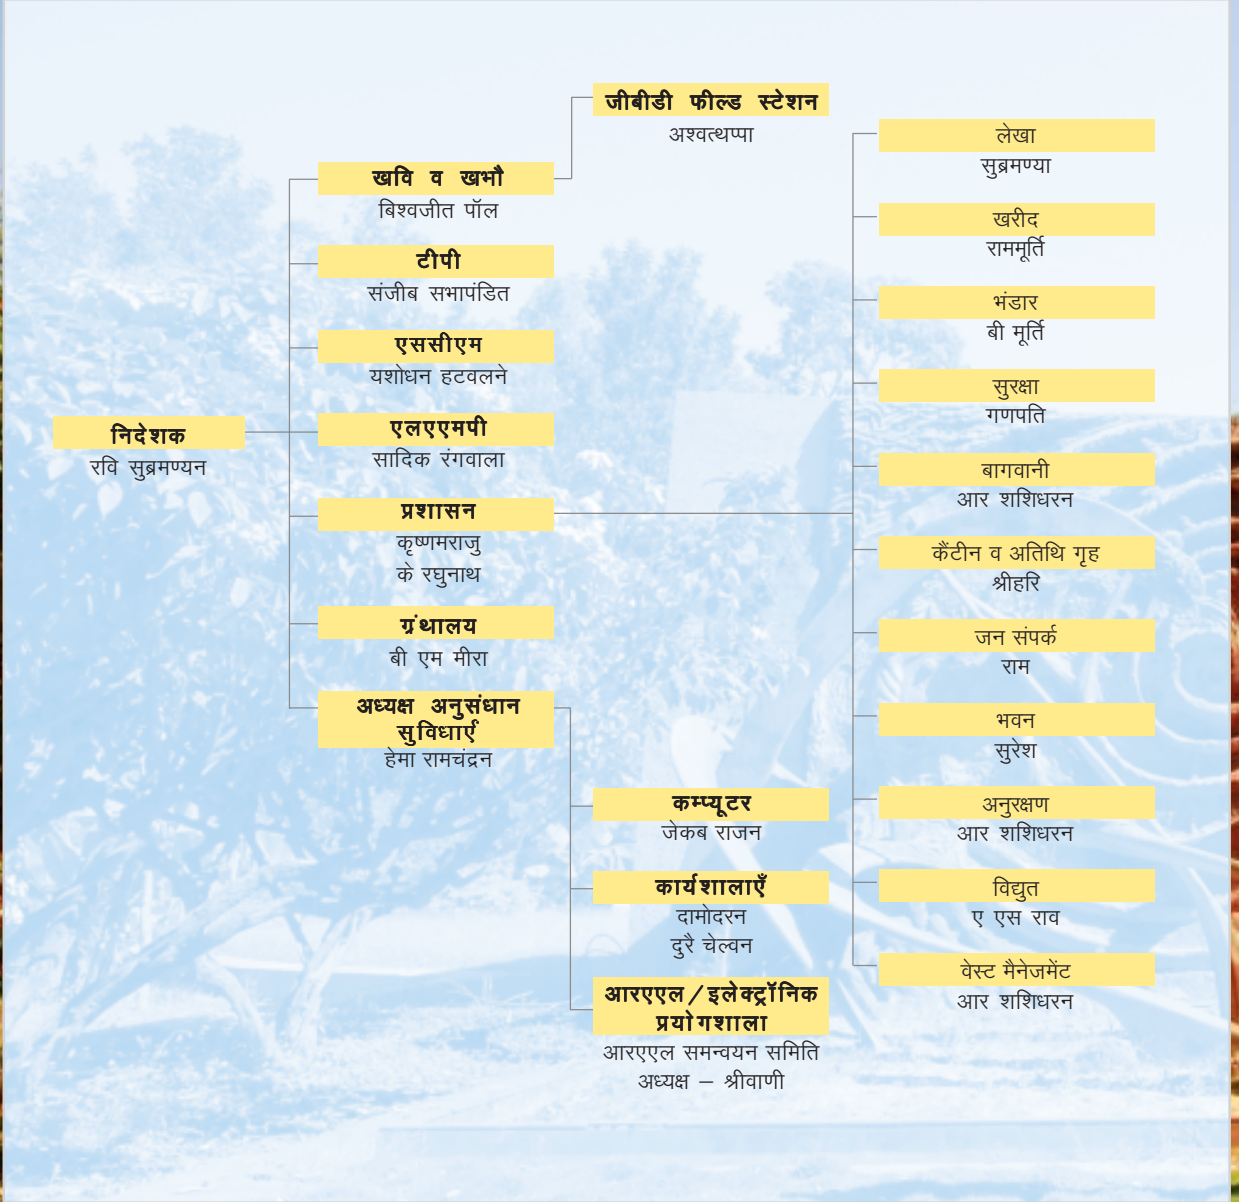 निदेशक
रवि सुब्रमण्यन
खवि व खभौ
बिश्वजीत पॉल
टीपी
संजीब सभापंडित
एससीएम
यशोधन हटवलने
एलएएमपी
सादिक रंगवाला
प्रशासन
कृष्णमराजु
के रघुनाथ
ग्रंथालय
बी एम मीरा
अध्यक्ष अनुसंधान
सुविधाएँ
हेमा रामचंद्रन
जीबीडी फील्ड स्टेशन
अश्वत्थप्पा
कम्प्यूटर
जेकब राजन
कार्यशालाएँ
दामोदरन
दुरै चेल्वन
आरएएल/इलेक्ट्रॉनिक
प्रयोगशाला
आरएएल समन्वयन समिति
अध्यक्ष – श्रीवाणी
लेखा
सुब्रमण्या
खरीद
राममूर्ति
भंडार
बी मूर्ति
सुरक्षा
गणपति
बागवानी
आर शशिधरन
कैंटीन व अतिथि गृह
श्रीहरि
जन संपर्क
राम
भवन
सुरेश
अनुरक्षण
आर शशिधरन
विद्युत
ए एस राव
वेस्ट मैनेजमेंट
आर शशिधरन